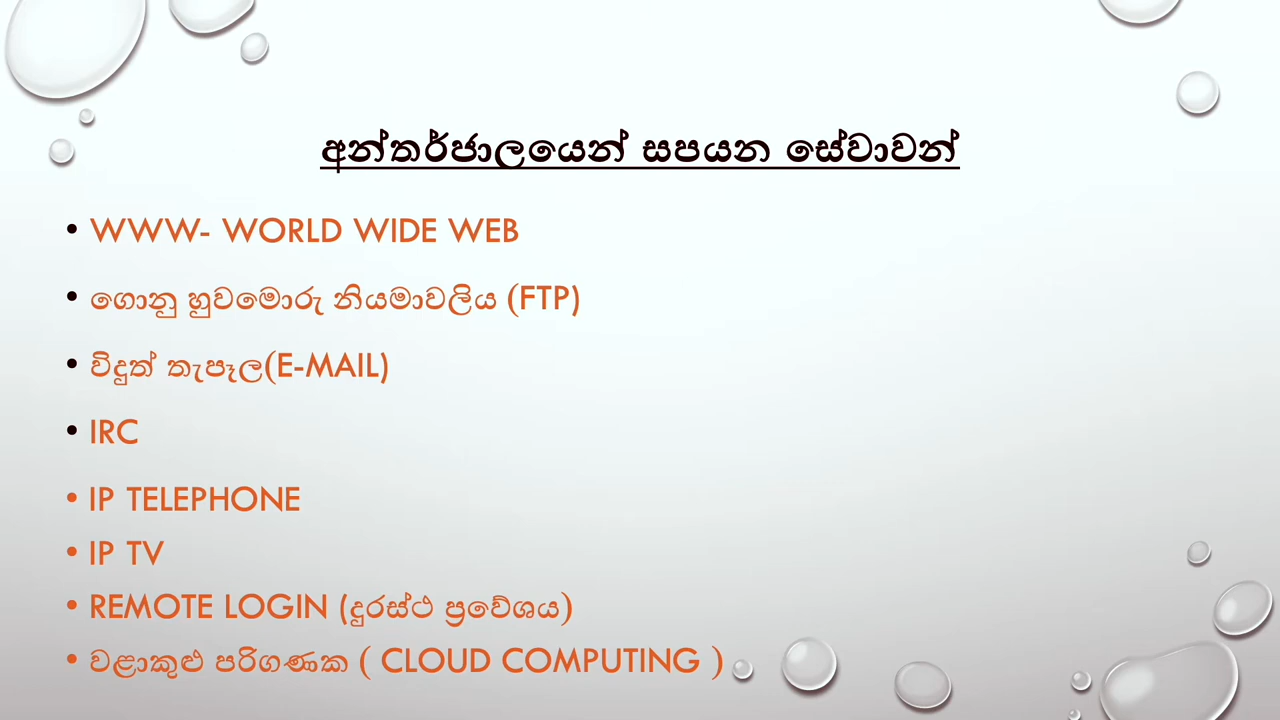 අන්තර්ජාලයෙන් සපයන සේවාවන්
• WWW- WORLD WIDE WEB
• ගොනු හුවමොරු නියමාවලිය (FTP)
• විදුත් තැපෑල(E-MAIL)
• IRC
• IP TELEPHONE
• IP TV
• REMOTE LOGIN (දුරස්ථ ප්‍රවේශය)
• වළාකුළු පරිගණක ( CLOUD COMPUTING )